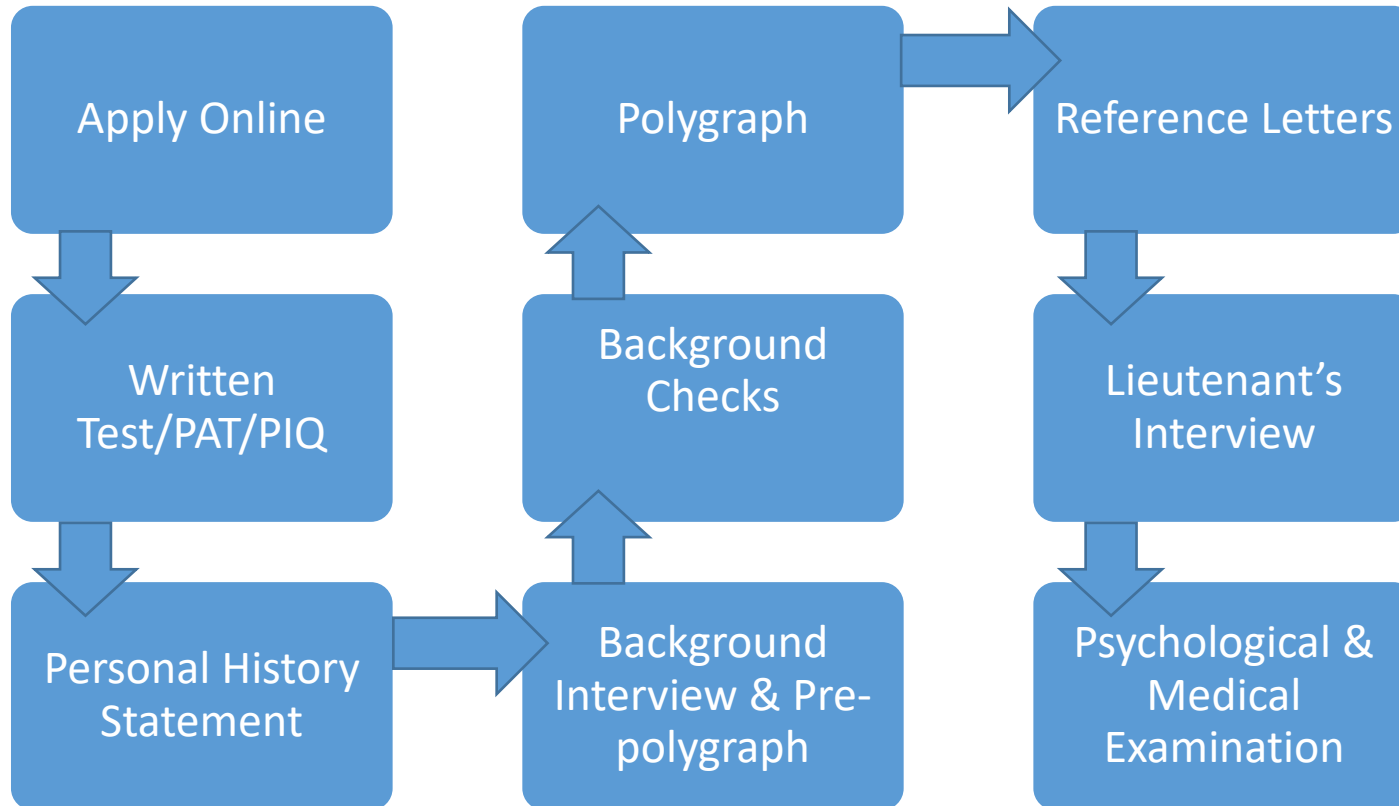 Apply Online
Written
Test/PAT/PIQ
Personal History
Statement
Background
Interview & Pre-
polygraph
Background
Checks
Polygraph
Reference Letters
Lieutenant’s
Interview
Psychological &
Medical
Examination